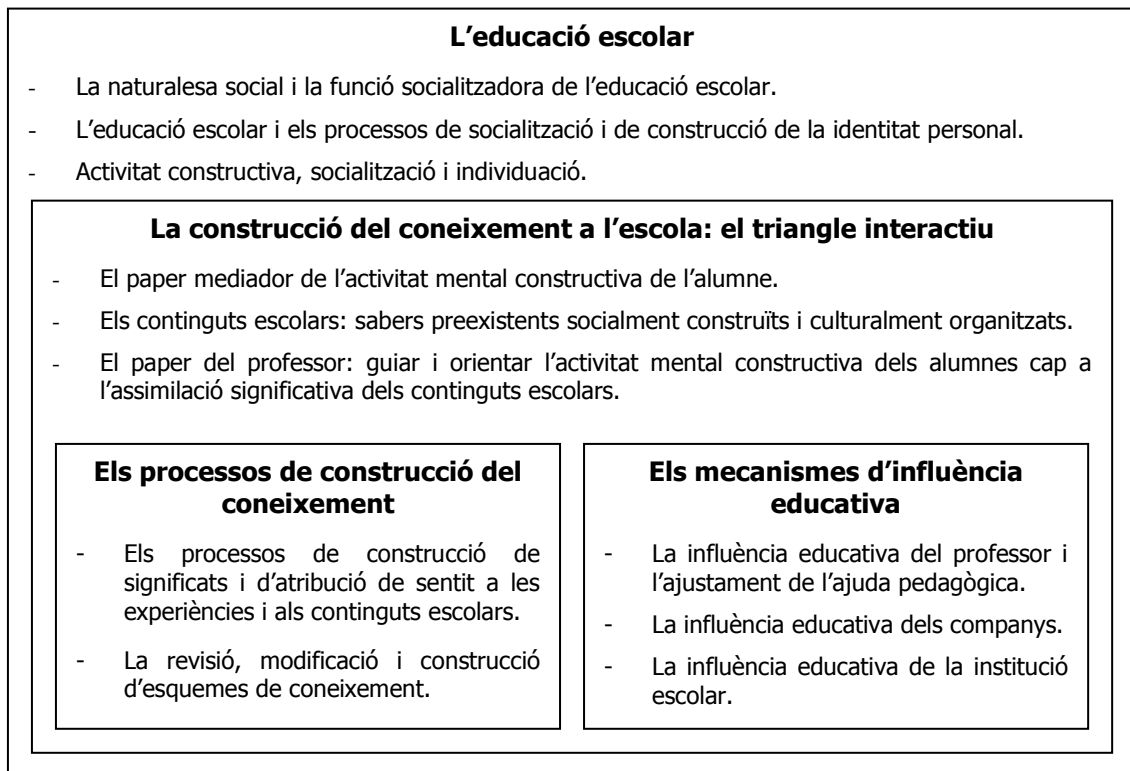 L’educació escolar
- La naturalesa social i la funció socialitzadora de l’educació escolar.
- L’educació escolar i els processos de socialització i de construcció de la identitat personal.
- Activitat constructiva, socialització i individuació.
La construcció del coneixement a l’escola: el triangle interactiu
- El paper mediador de l’activitat mental constructiva de l’alumne.
- Els continguts escolars: sabers preexistents socialment construïts i culturalment organitzats.
- El paper del professor: guiar i orientar l’activitat mental constructiva dels alumnes cap a
l’assimilació significativa dels continguts escolars.
Els processos de construcció del
coneixement
- Els processos de construcció de
significats i d’atribució de sentit a les
experiències i als continguts escolars.
- La revisió, modificació i construcció
d’esquemes de coneixement.
Els mecanismes d’influència
educativa
- La influència educativa del professor i
l’ajustament de l’ajuda pedagògica.
- La influència educativa dels companys.
- La influència educativa de la institució
escolar.